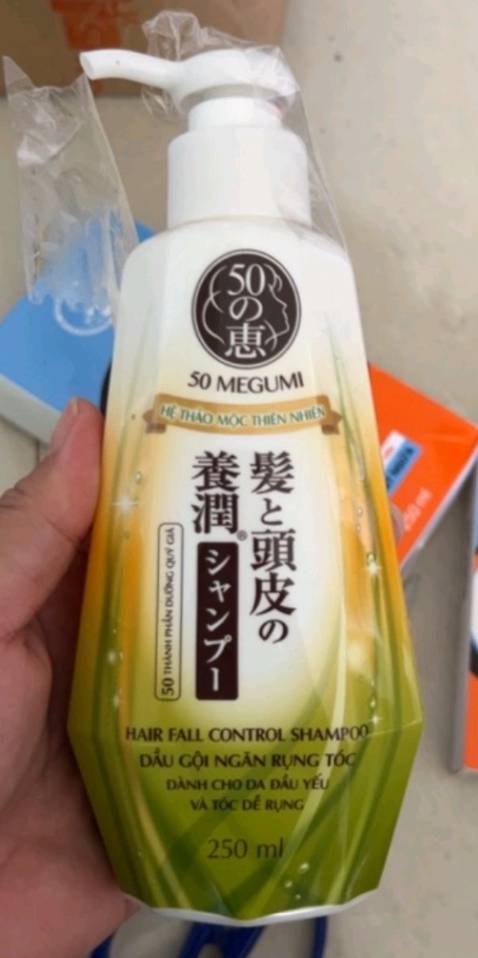 50の恵
50 MEGUMI
HỆ THẢO MỘC THIÊN NHIÊN
髪と頭皮の
養潤®
シャンプー
50 THÀNH PHẦN DƯỠNG QUÝ GIÁ
HAIR FALL CONTROL SHAMPOO
DẦU GỘI NGĂN RỤNG TÓC
DÀNH CHO DA ĐẦU YẾU
VÀ TÓC DỄ RỤNG
250 ml
250 ml